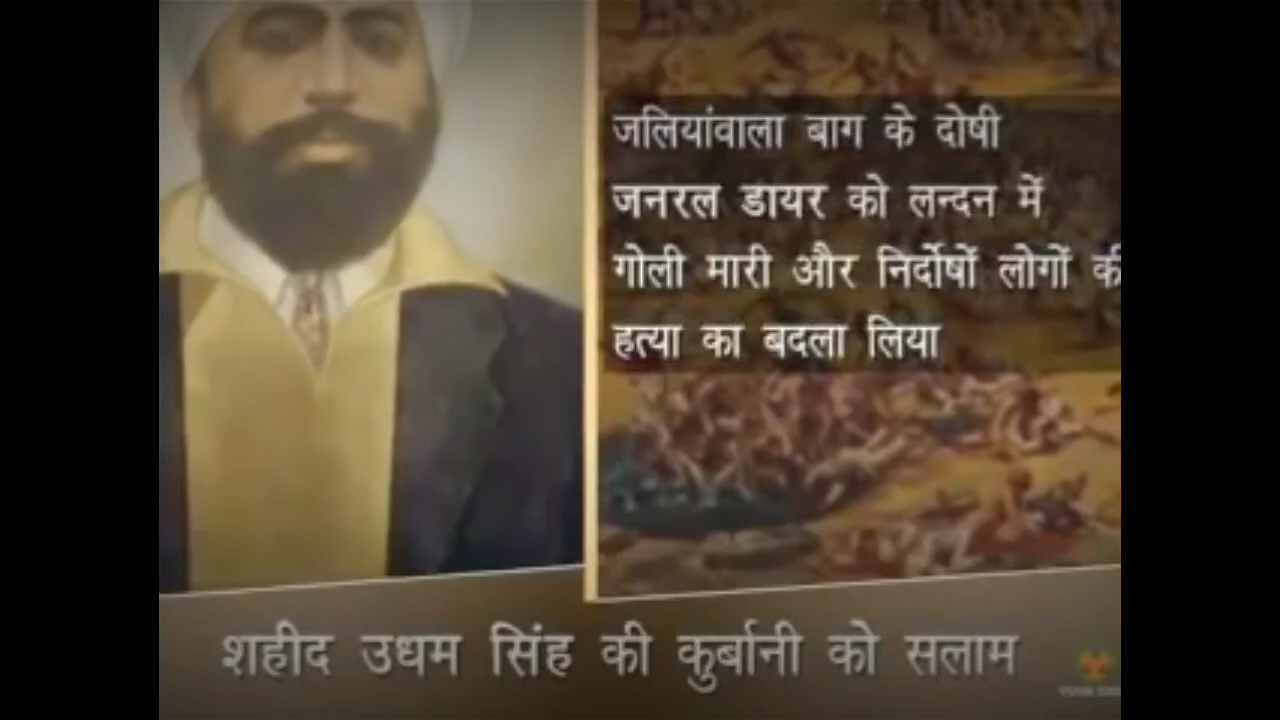 जलियांवाला बाग के दोषी
जनरल डायर को लन्दन में
गोली मारी और निर्दोषों लोगों की
हत्या का बदला लिया
शहीद उधम सिंह की कुर्बानी को सलाम